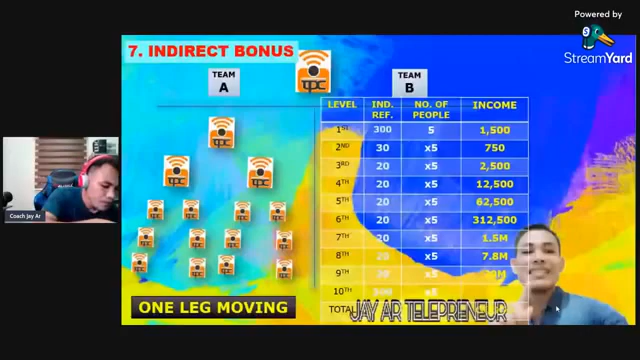 Powered by
StreamYard
7. INDIRECT BONUS
tpc
TEAM A
TEAM B
LEVEL IND. REF. NO. OF PEOPLE INCOME
1ST 300 5 1,500
2ND 30 x5 750
3RD 20 x5 2,500
4TH 20 x5 12,500
5TH 20 x5 62,500
6TH 20 x5 312,500
7TH 20 x5 1.5M
8TH 20 x5 7.8M
9TH x5
10TH x5
TOTAL
Coach Jay Ar
ONE LEG MOVING
JAY AR TELEPRENEUR